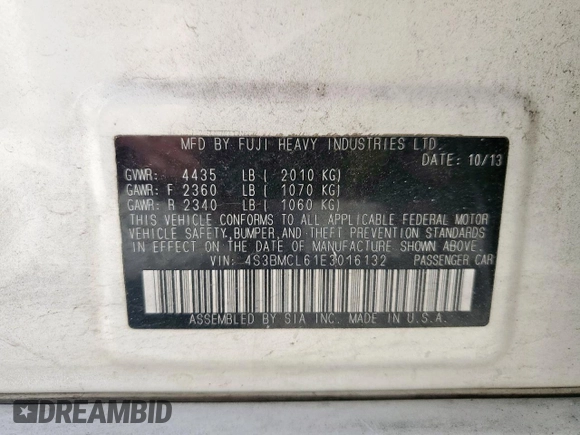 MFD BY FUJI HEAVY INDUSTRIES LTD.
DATE: 10/13
GVWR: 4435 LB ( 2010 KG)
GAWR: F 2360 LB ( 1070 KG)
GAWR: R 2340 LB ( 1060 KG)
THIS VEHICLE CONFORMS TO ALL APPLICABLE FEDERAL MOTOR
VEHICLE SAFETY, BUMPER, AND THEFT PREVENTION STANDARDS
IN EFFECT ON THE DATE OF MANUFACTURE SHOWN ABOVE.
VIN: 4S3BMCL61E3016132 PASSENGER CAR
ASSEMBLED BY SIA INC. MADE IN U.S.A.
DREAMBID